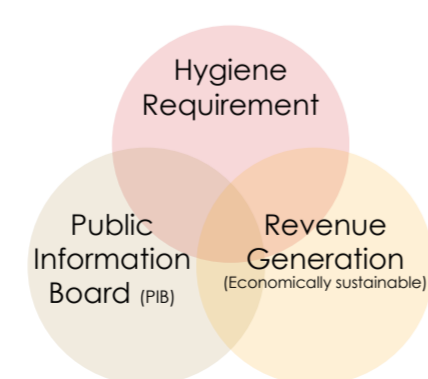 Hygiene
Requirement
Public
Information
Board (PIB)
Revenue
Generation
(Economically sustainable)